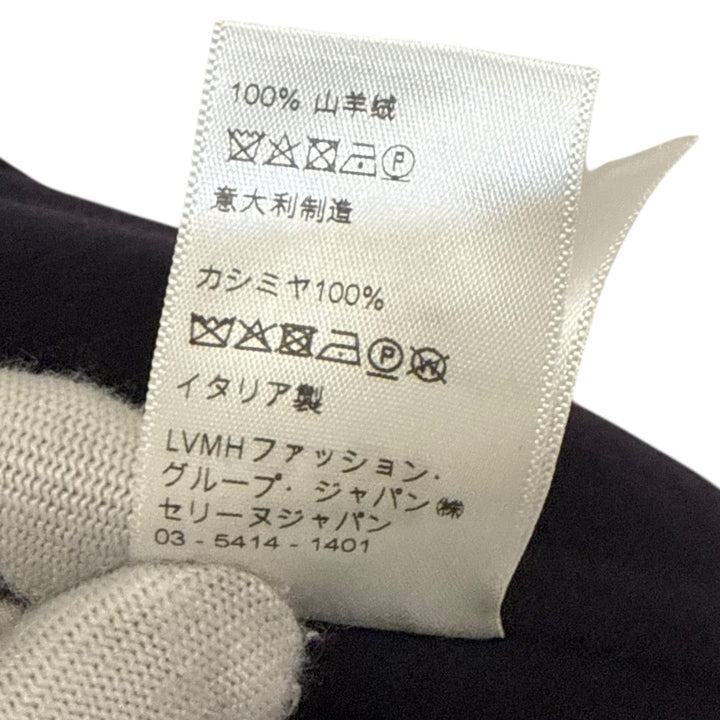 100% 山羊绒
意大利制造
カシミヤ100%
イタリア製
LVMHファッション・
グループ・ジャパン㈱
セリーヌジャパン
03 - 5414 - 1401